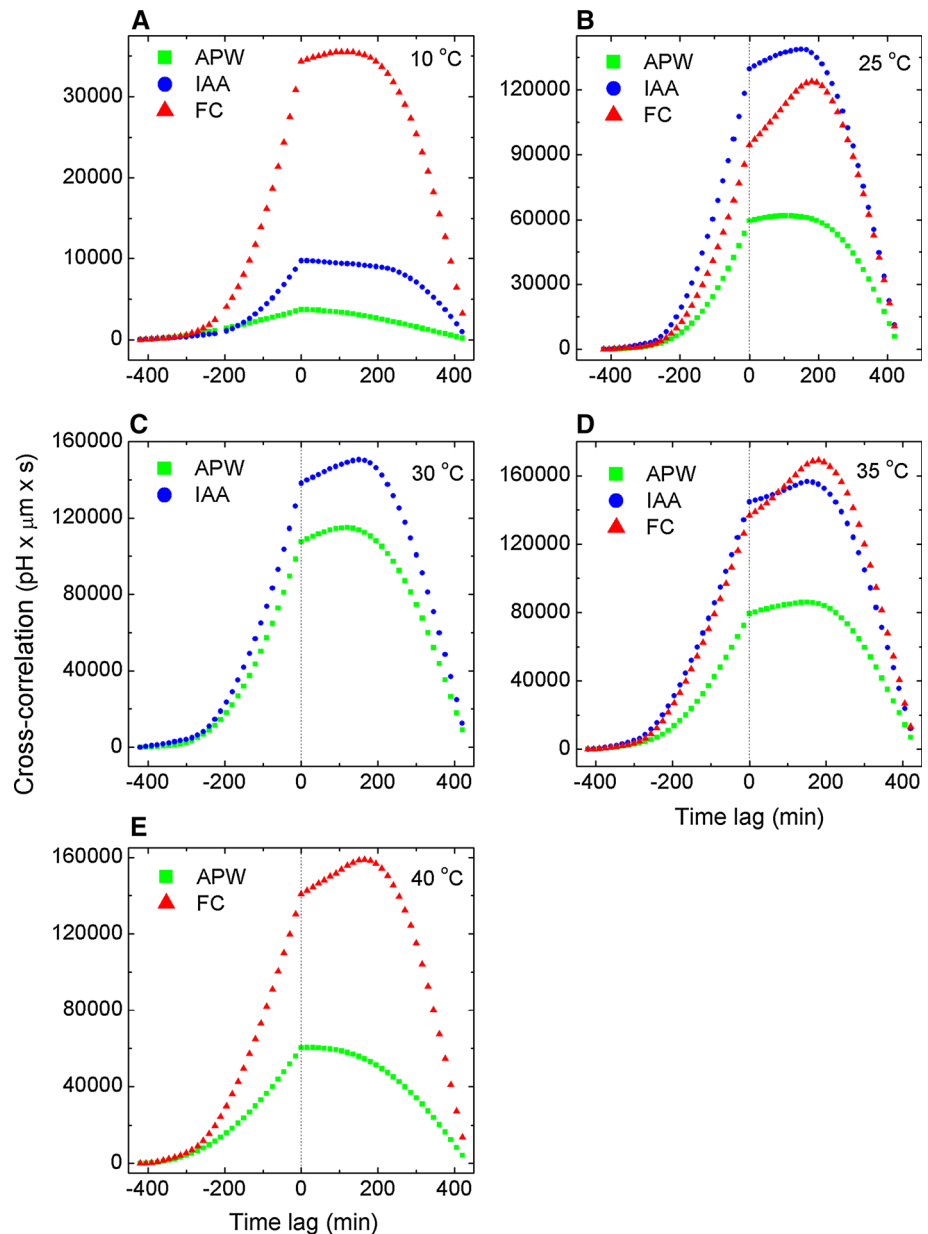 A
APW
IAA
FC
10 °C
30000
20000
10000
0
-400 -200 0 200 400
B
APW
IAA
FC
25 °C
120000
90000
60000
30000
0
-400 -200 0 200 400
C
APW
IAA
30 °C
160000
120000
80000
40000
0
-400 -200 0 200 400
D
APW
IAA
FC
35 °C
160000
120000
80000
40000
0
-400 -200 0 200 400
Time lag (min)
Cross-correlation (pH x μm x s)
E
APW
FC
40 °C
160000
120000
80000
40000
0
-400 -200 0 200 400
Time lag (min)